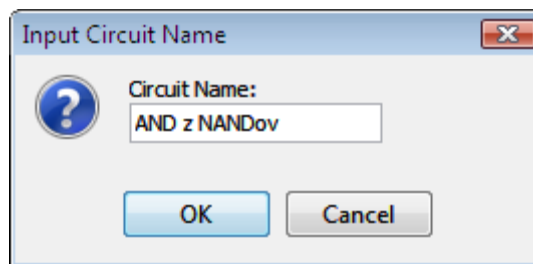 Input Circuit Name
Circuit Name:
AND z NANDov
OK Cancel